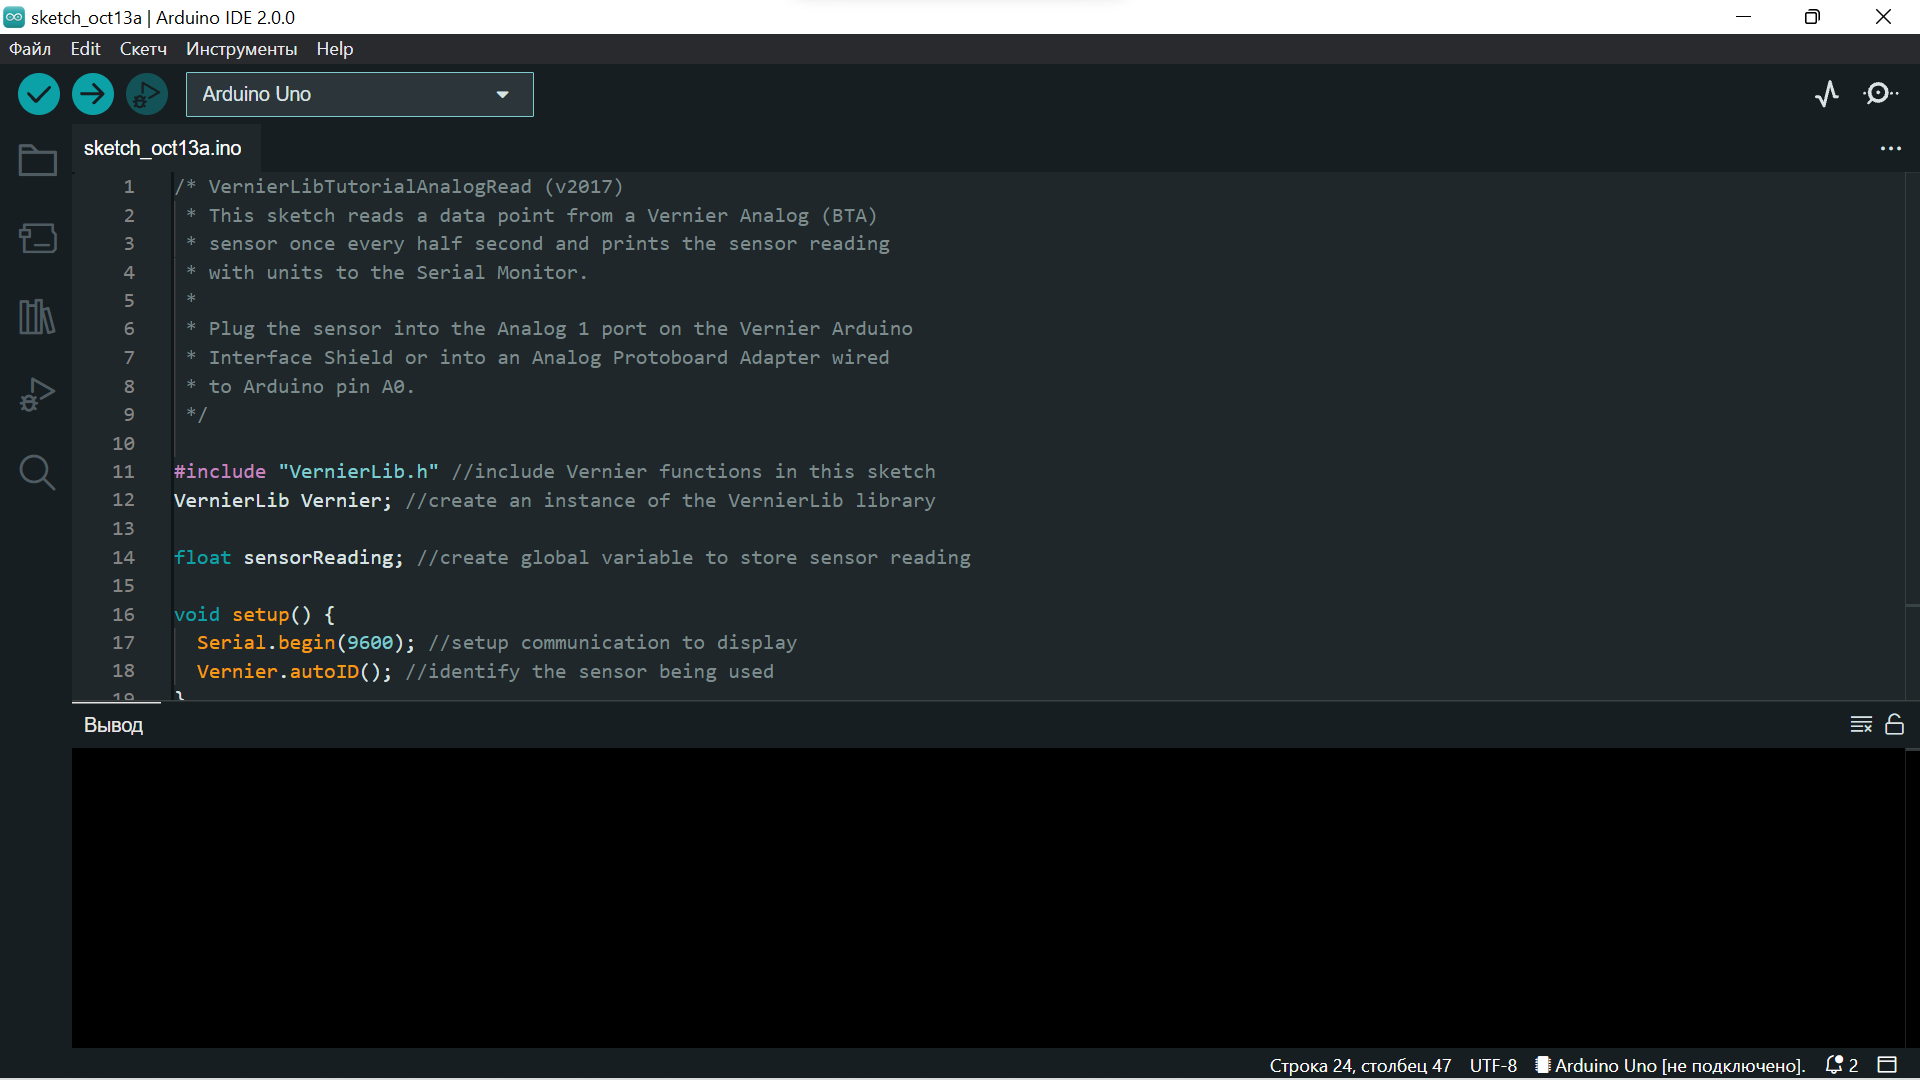 sketch_oct13a | Arduino IDE 2.0.0
Файл Edit Скетч Инструменты Help
Arduino Uno
sketch_oct13a.ino
1 /* VernierLibTutorialAnalogRead (v2017)
2 * This sketch reads a data point from a Vernier Analog (BTA)
3 * sensor once every half second and prints the sensor reading
4 * with units to the Serial Monitor.
5 *
6 * Plug the sensor into the Analog 1 port on the Vernier Arduino
7 * Interface Shield or into an Analog Protoboard Adapter wired
8 * to Arduino pin A0.
9 */
10
11 #include "VernierLib.h" //include Vernier functions in this sketch
12 VernierLib Vernier; //create an instance of the VernierLib library
13
14 float sensorReading; //create global variable to store sensor reading
15
16 void setup() {
17 Serial.begin(9600); //setup communication to display
18 Vernier.autoID(); //identify the sensor being used
19 }
Вывод
Строка 24, столбец 47 UTF-8 Arduino Uno [не подключено]. 2